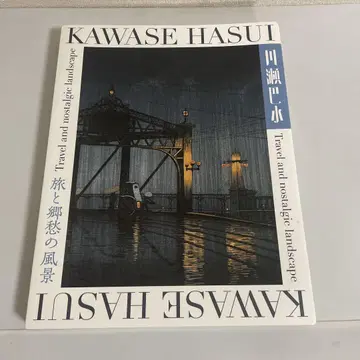 KAWASE HASUI
川瀬巴水
Travel and nostalgic landscape
旅と郷愁の風景
Travel and nostalgic landscape
KAWASE HASUI